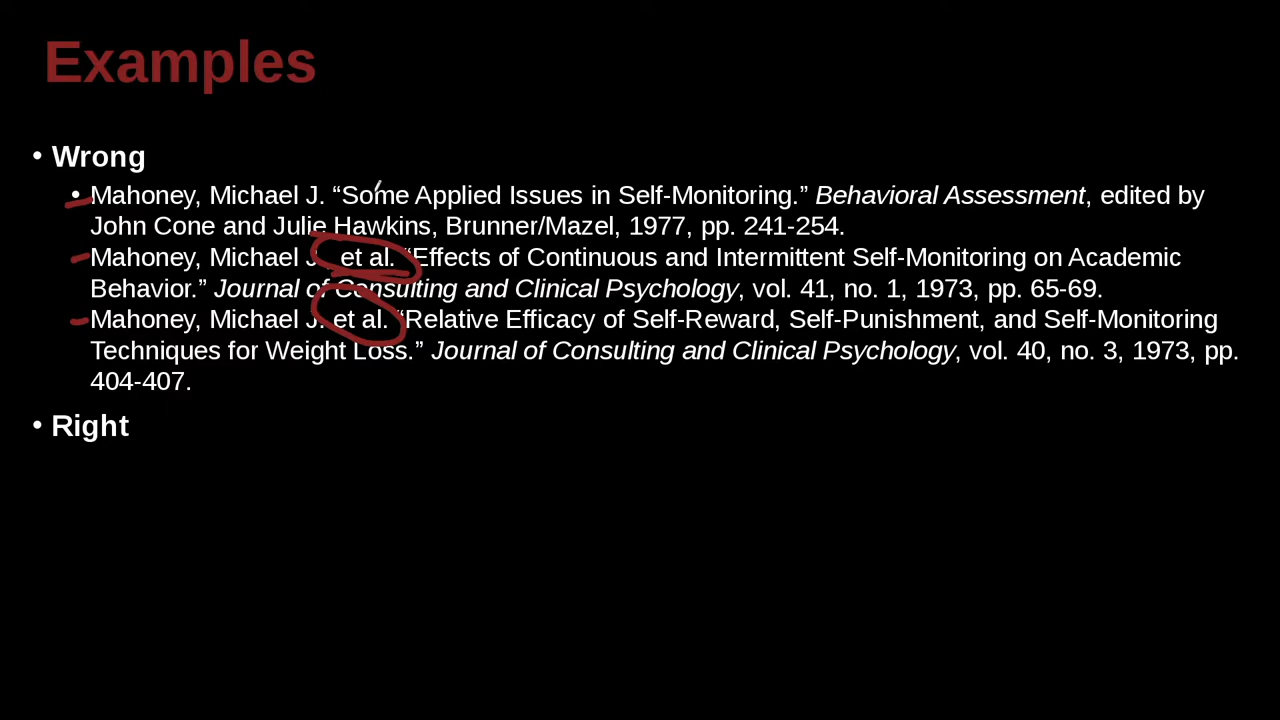 Examples
• Wrong
• Mahoney, Michael J. “Some Applied Issues in Self-Monitoring.” Behavioral Assessment, edited by
John Cone and Julie Hawkins, Brunner/Mazel, 1977, pp. 241-254.
Mahoney, Michael J., et al. “Effects of Continuous and Intermittent Self-Monitoring on Academic
Behavior.” Journal of Consulting and Clinical Psychology, vol. 41, no. 1, 1973, pp. 65-69.
Mahoney, Michael J. et al. “Relative Efficacy of Self-Reward, Self-Punishment, and Self-Monitoring
Techniques for Weight Loss.” Journal of Consulting and Clinical Psychology, vol. 40, no. 3, 1973, pp.
404-407.
• Right